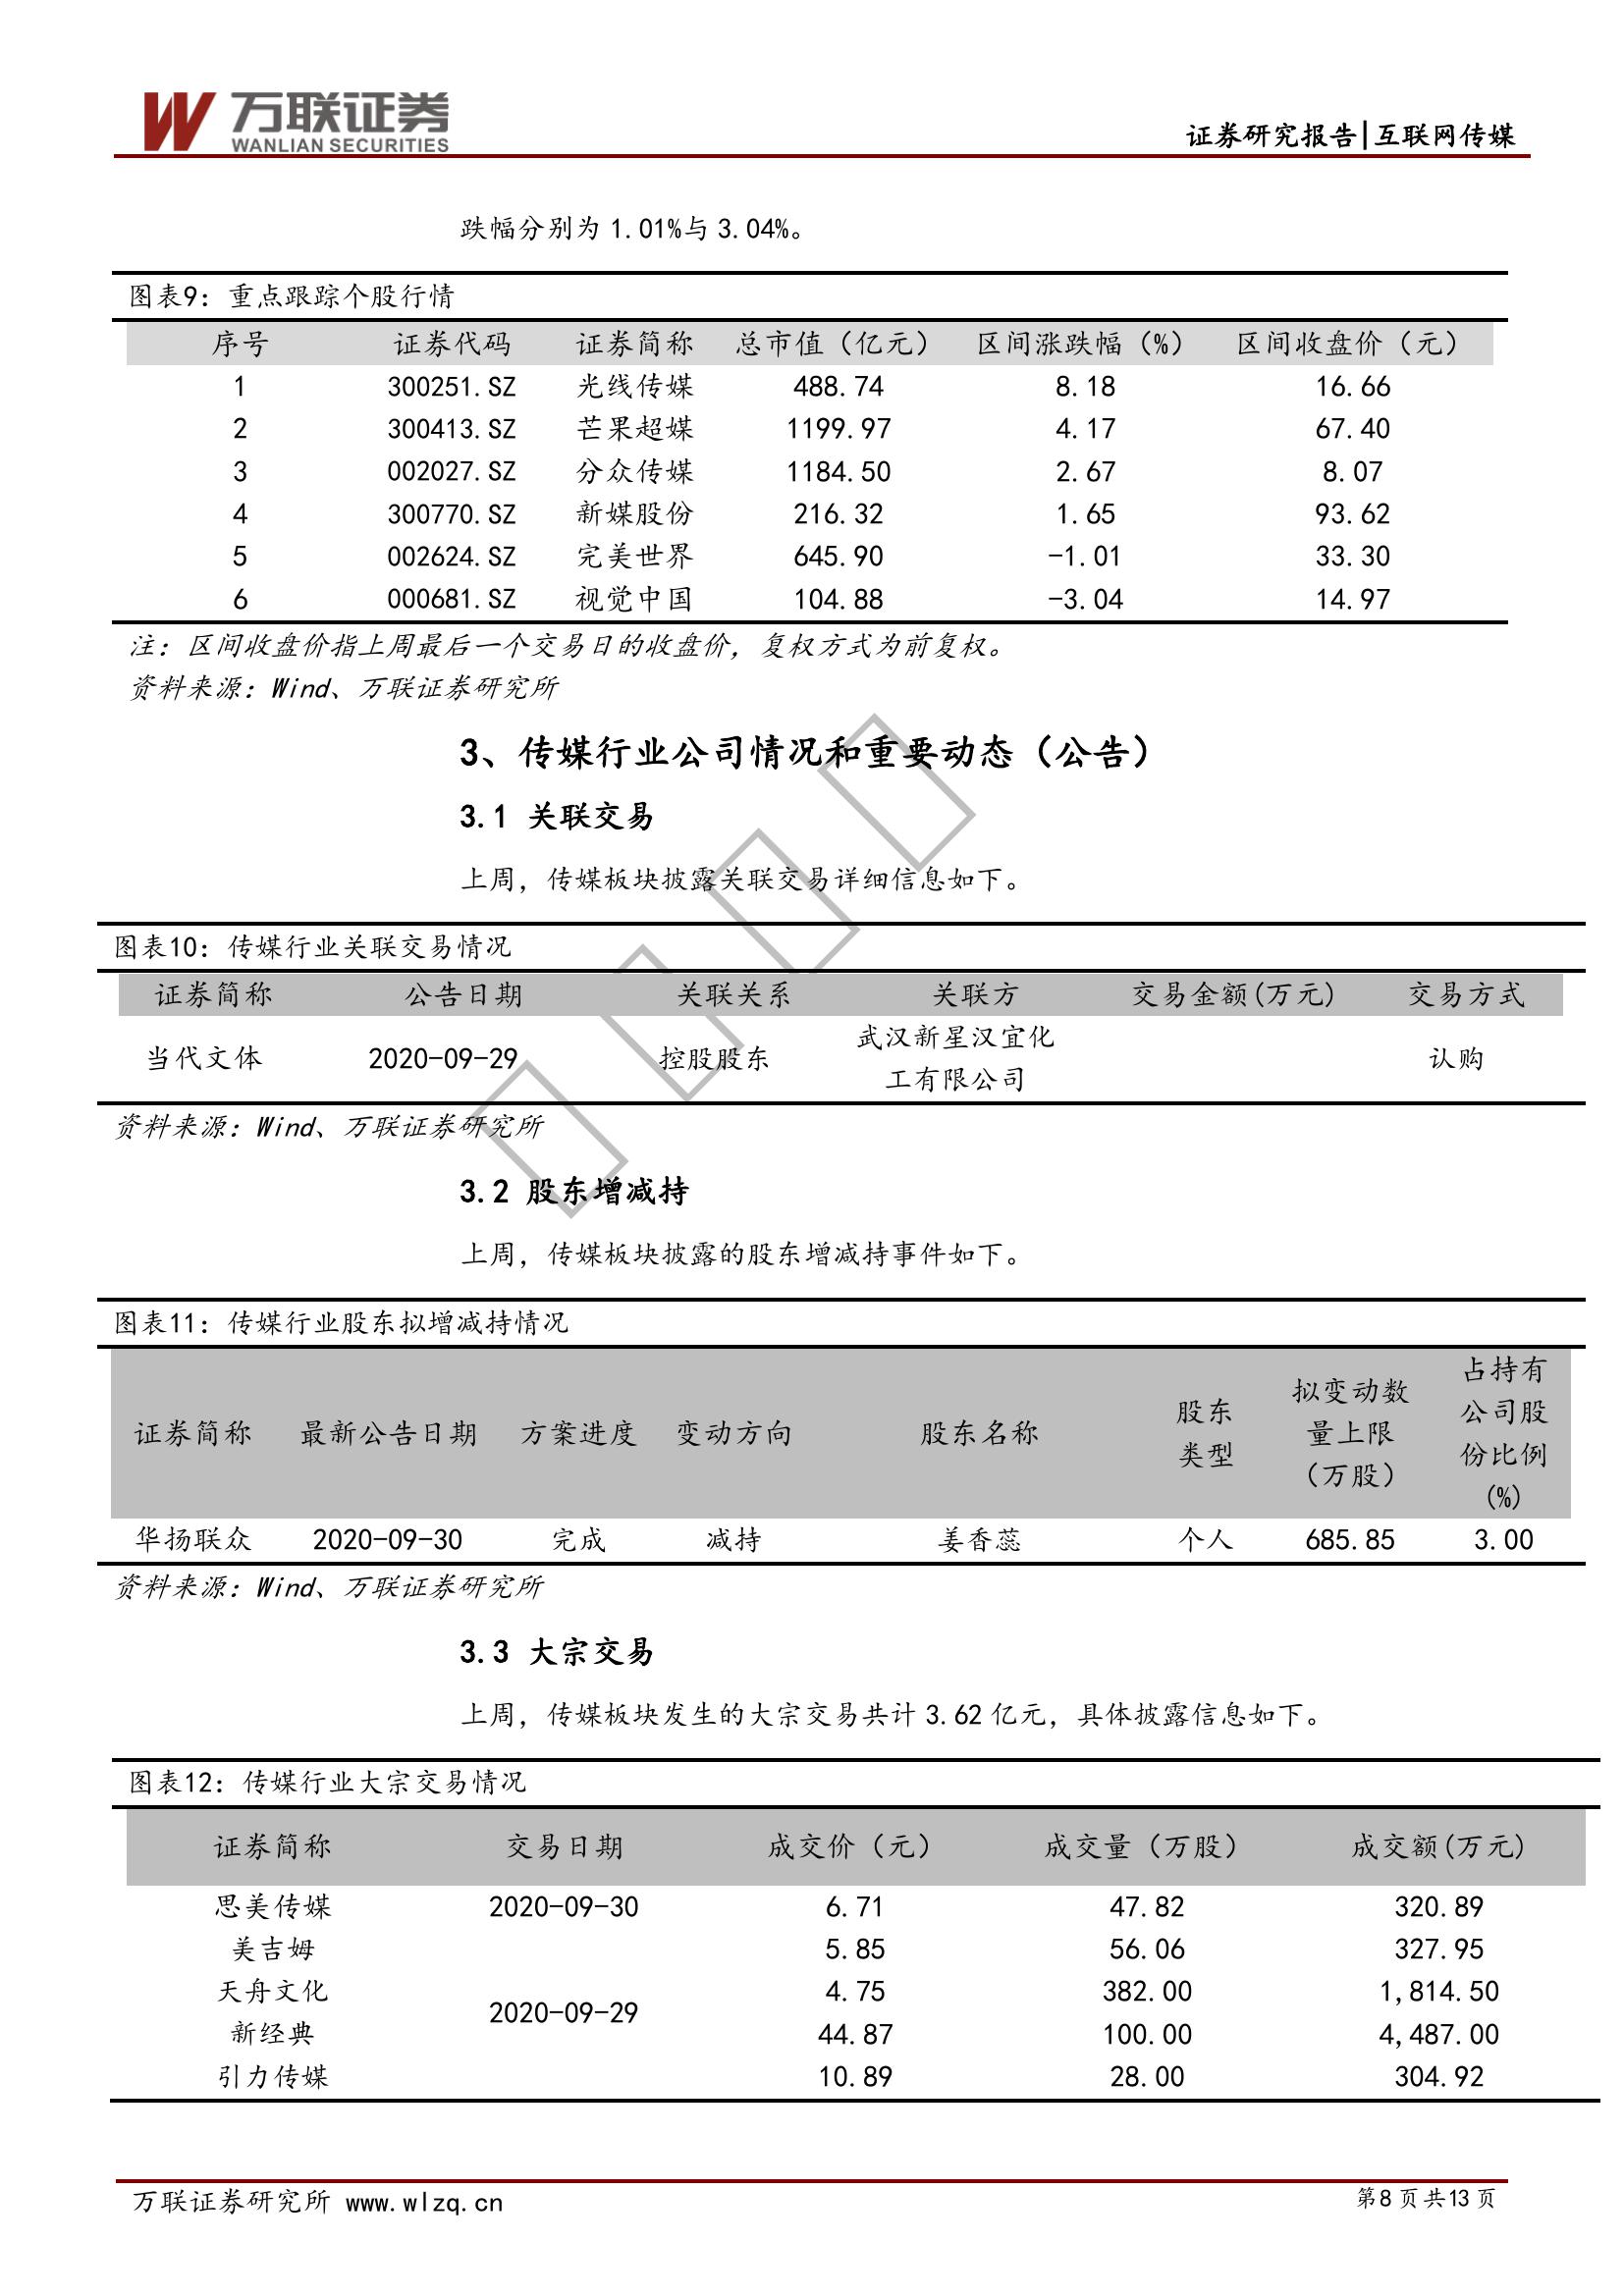 万联证券
WANLIAN SECURITIES
证券研究报告|互联网传媒
跌幅分别为 1.01%与 3.04%。
图表9：重点跟踪个股行情
序号 证券代码 证券简称 总市值（亿元） 区间涨跌幅（%） 区间收盘价（元）
1 300251.SZ 光线传媒 488.74 8.18 16.66
2 300413.SZ 芒果超媒 1199.97 4.17 67.40
3 002027.SZ 分众传媒 1184.50 2.67 8.07
4 300770.SZ 新媒股份 216.32 1.65 93.62
5 002624.SZ 完美世界 645.90 -1.01 33.30
6 000681.SZ 视觉中国 104.88 -3.04 14.97
注：区间收盘价指上周最后一个交易日的收盘价，复权方式为前复权。
资料来源：Wind、万联证券研究所
3、传媒行业公司情况和重要动态（公告）
3.1 关联交易
上周，传媒板块披露关联交易详细信息如下。
图表10：传媒行业关联交易情况
证券简称 公告日期 关联关系 关联方 交易金额(万元) 交易方式
当代文体 2020-09-29 控股股东 武汉新星汉宜化 认购
工有限公司
资料来源：Wind、万联证券研究所
3.2 股东增减持
上周，传媒板块披露的股东增减持事件如下。
图表11：传媒行业股东拟增减持情况
证券简称 最新公告日期 方案进度 变动方向 股东名称 股东 拟变动数 占持有
类型 量上限 公司股
（万股） 份比例
(%)
华扬联众 2020-09-30 完成 减持 姜香蕊 个人 685.85 3.00
资料来源：Wind、万联证券研究所
3.3 大宗交易
上周，传媒板块发生的大宗交易共计 3.62 亿元，具体披露信息如下。
图表12：传媒行业大宗交易情况
证券简称 交易日期 成交价（元） 成交量（万股） 成交额(万元)
思美传媒 2020-09-30 6.71 47.82 320.89
美吉姆 5.85 56.06 327.95
天舟文化 4.75 382.00 1,814.50
2020-09-29
新经典 44.87 100.00 4,487.00
引力传媒 10.89 28.00 304.92
万联证券研究所 www.wlzq.cn 第8 页 共13 页